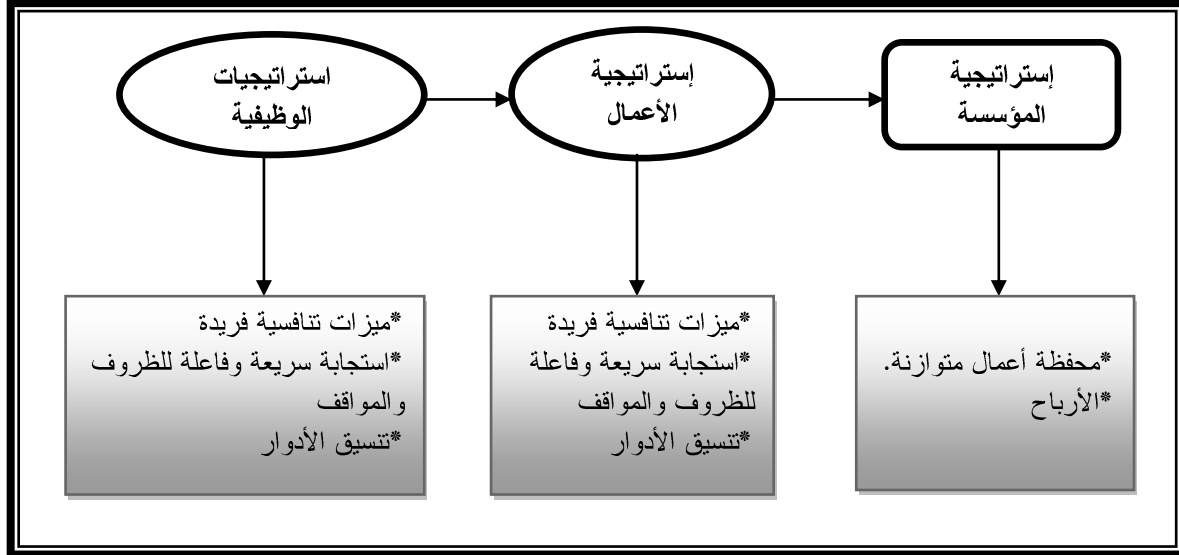 إستراتيجية
المؤسسة
إستراتيجية
الأعمال
استراتيجيات
الوظيفية
*محفظة أعمال متوازنة.
*الأرباح
*ميزات تنافسية فريدة
*استجابة سريعة وفاعلة
للظروف والمواقف
*تنسيق الأدوار
*ميزات تنافسية فريدة
*استجابة سريعة وفاعلة للظروف
والمواقف
*تنسيق الأدوار